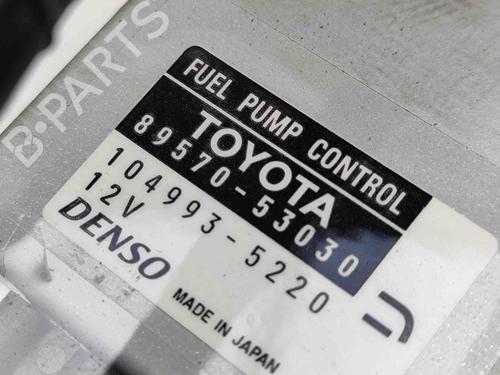 B-PARTS
FUEL PUMP CONTROL
TOYOTA
89570-53030
104993-5220
12V
DENSO
MADE IN JAPAN